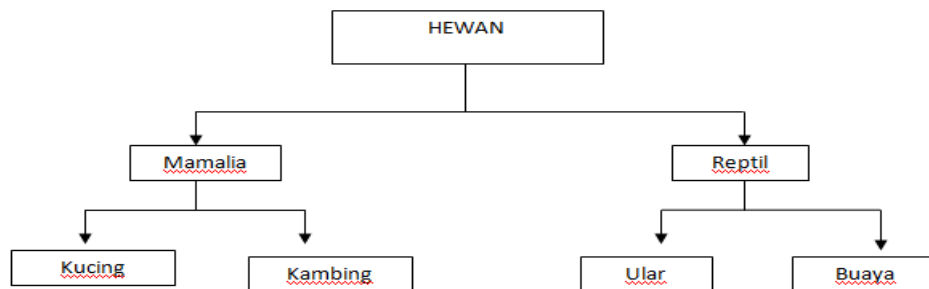 HEWAN
Mamalia
Reptil
Kucing
Kambing
Ular
Buaya